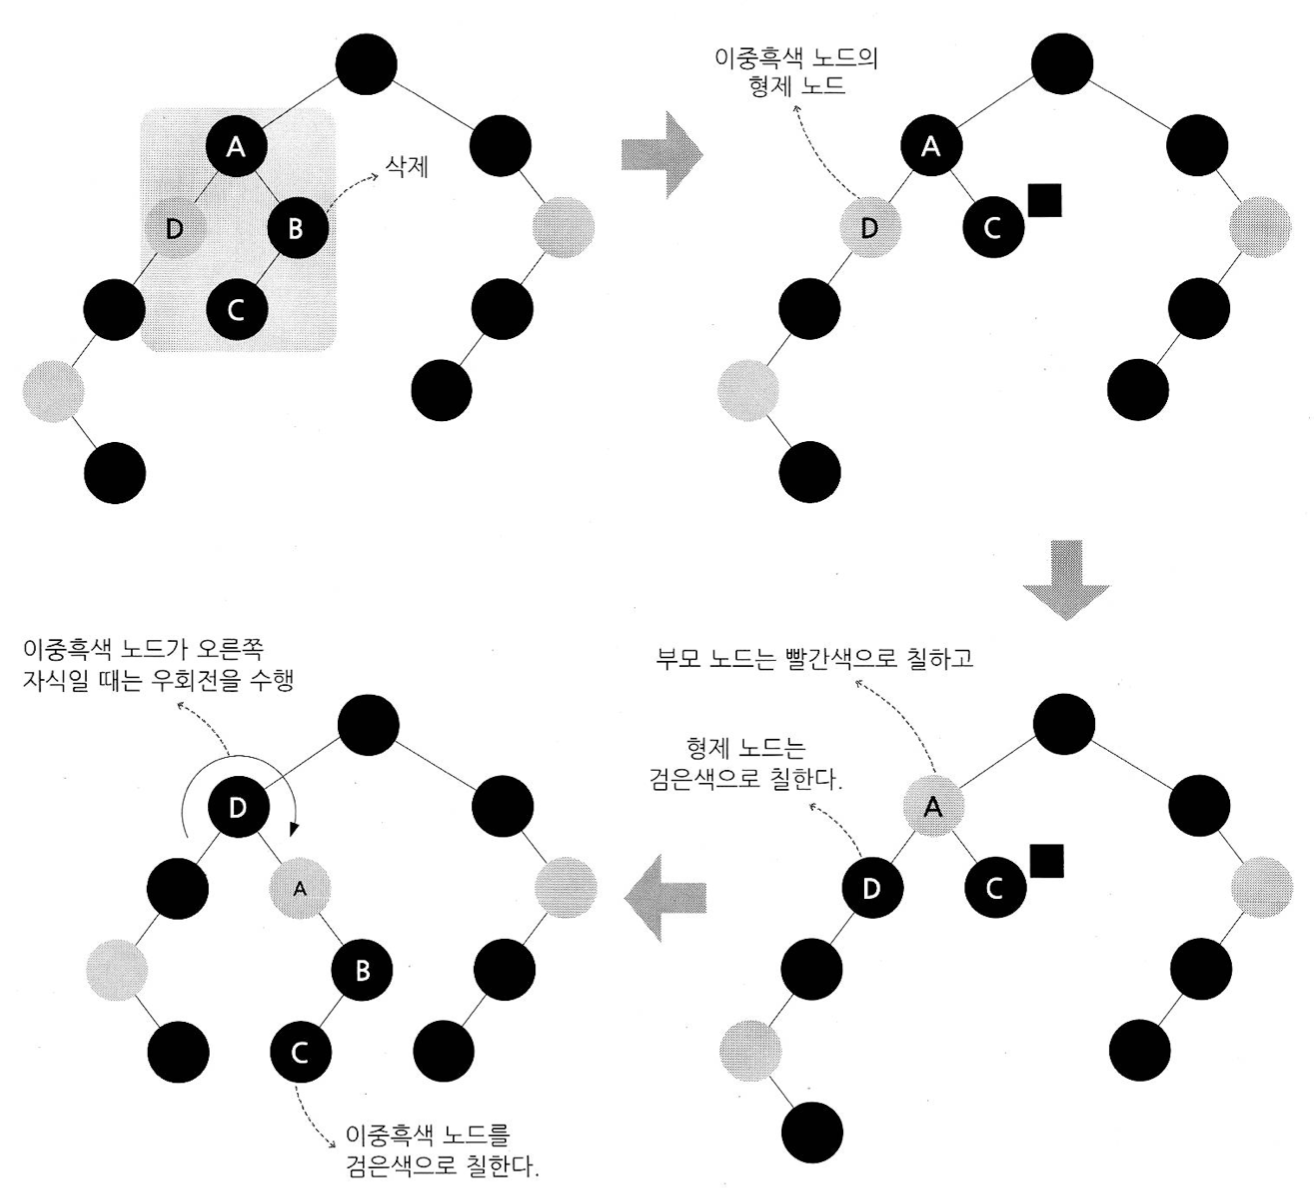 A
D
B
C
삭제
이중흑색 노드의
형제 노드
A
D
C
부모 노드는 빨간색으로 칠하고
형제 노드는
검은색으로 칠한다.
A
D
C
이중흑색 노드가 오른쪽
자식일 때는 우회전을 수행
D
A
B
C
이중흑색 노드를
검은색으로 칠한다.